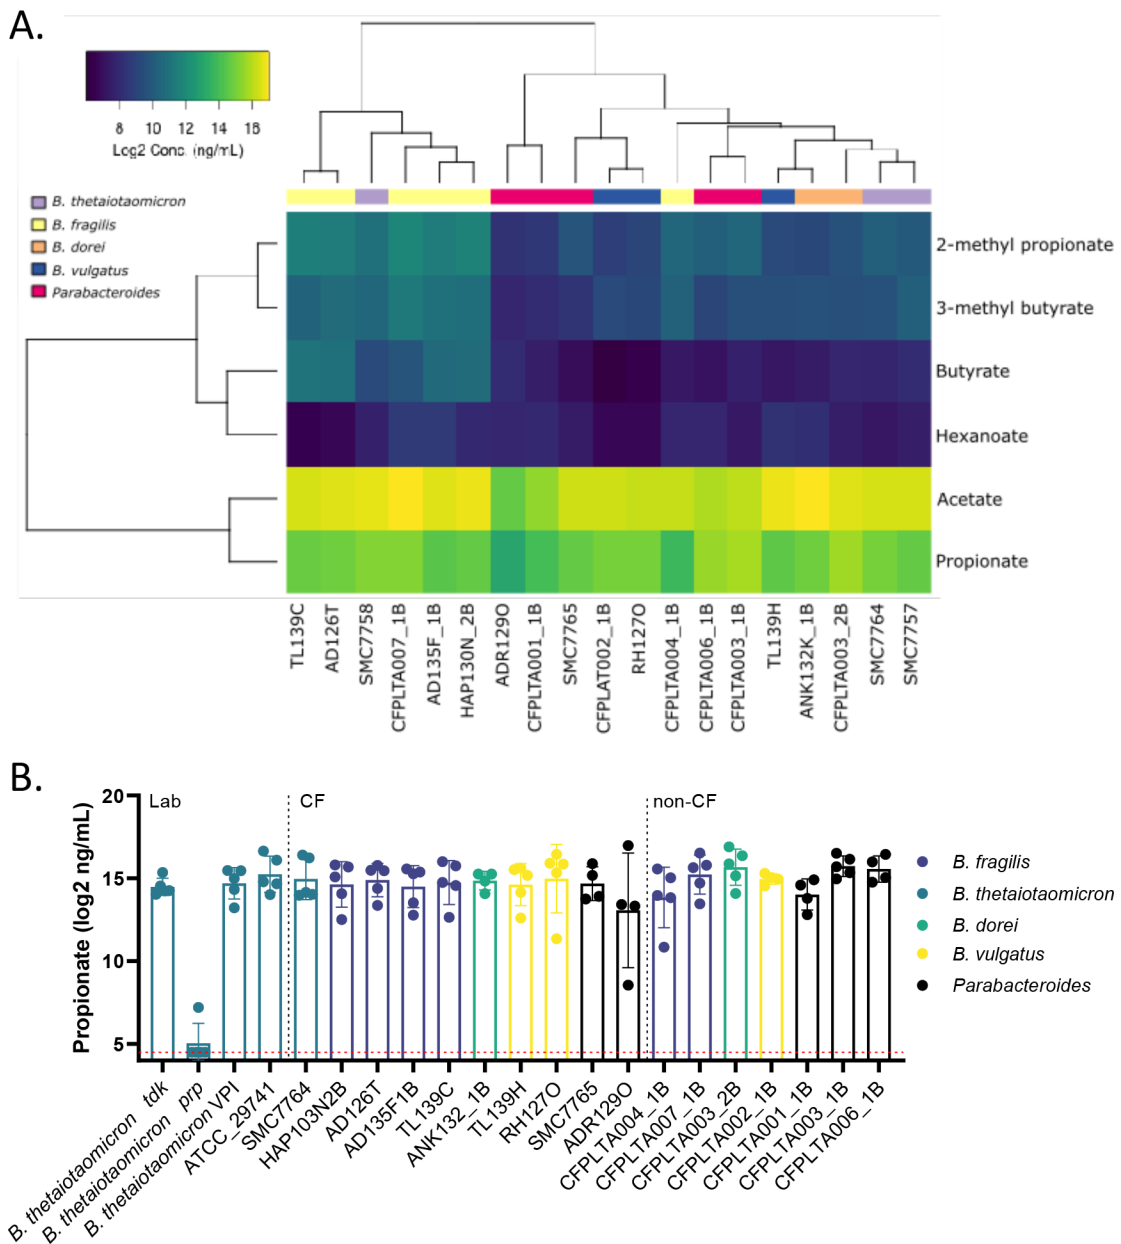 A.
8 10 12 14 16
Log2 Conc. (ng/mL)
B. thetaiotaomicron
B. fragilis
B. dorei
B. vulgatus
Parabacteroides
2-methyl propionate
3-methyl butyrate
Butyrate
Hexanoate
Acetate
Propionate
TL139C
AD126T
SMC7758
CFPLTA007_1B
AD135F_1B
HAP130N_2B
ADR129O
CFPLTA001_1B
SMC7765
CFPLAT002_1B
RH127O
CFPLTA004_1B
CFPLTA006_1B
CFPLTA003_1B
TL139H
ANK132K_1B
CFPLTA003_2B
SMC7764
SMC7757
B.
Propionate (log2 ng/mL)
20
15
10
5
Lab
CF
non-CF
B. fragilis
B. thetaiotaomicron
B. dorei
B. vulgatus
Parabacteroides
B. thetaiotaomicron tdk
B. thetaiotaomicron prp
B. thetaiotaomicron VPI
ATCC_29741
SMC7764
HAP103N2B
AD126T
AD135F1B
TL139C
ANK132_1B
TL139H
RH127O
SMC7765
ADR129O
CFPLTA004_1B
CFPLTA007_1B
CFPLTA003_2B
CFPLTA002_1B
CFPLTA001_1B
CFPLTA003_1B
CFPLTA006_1B